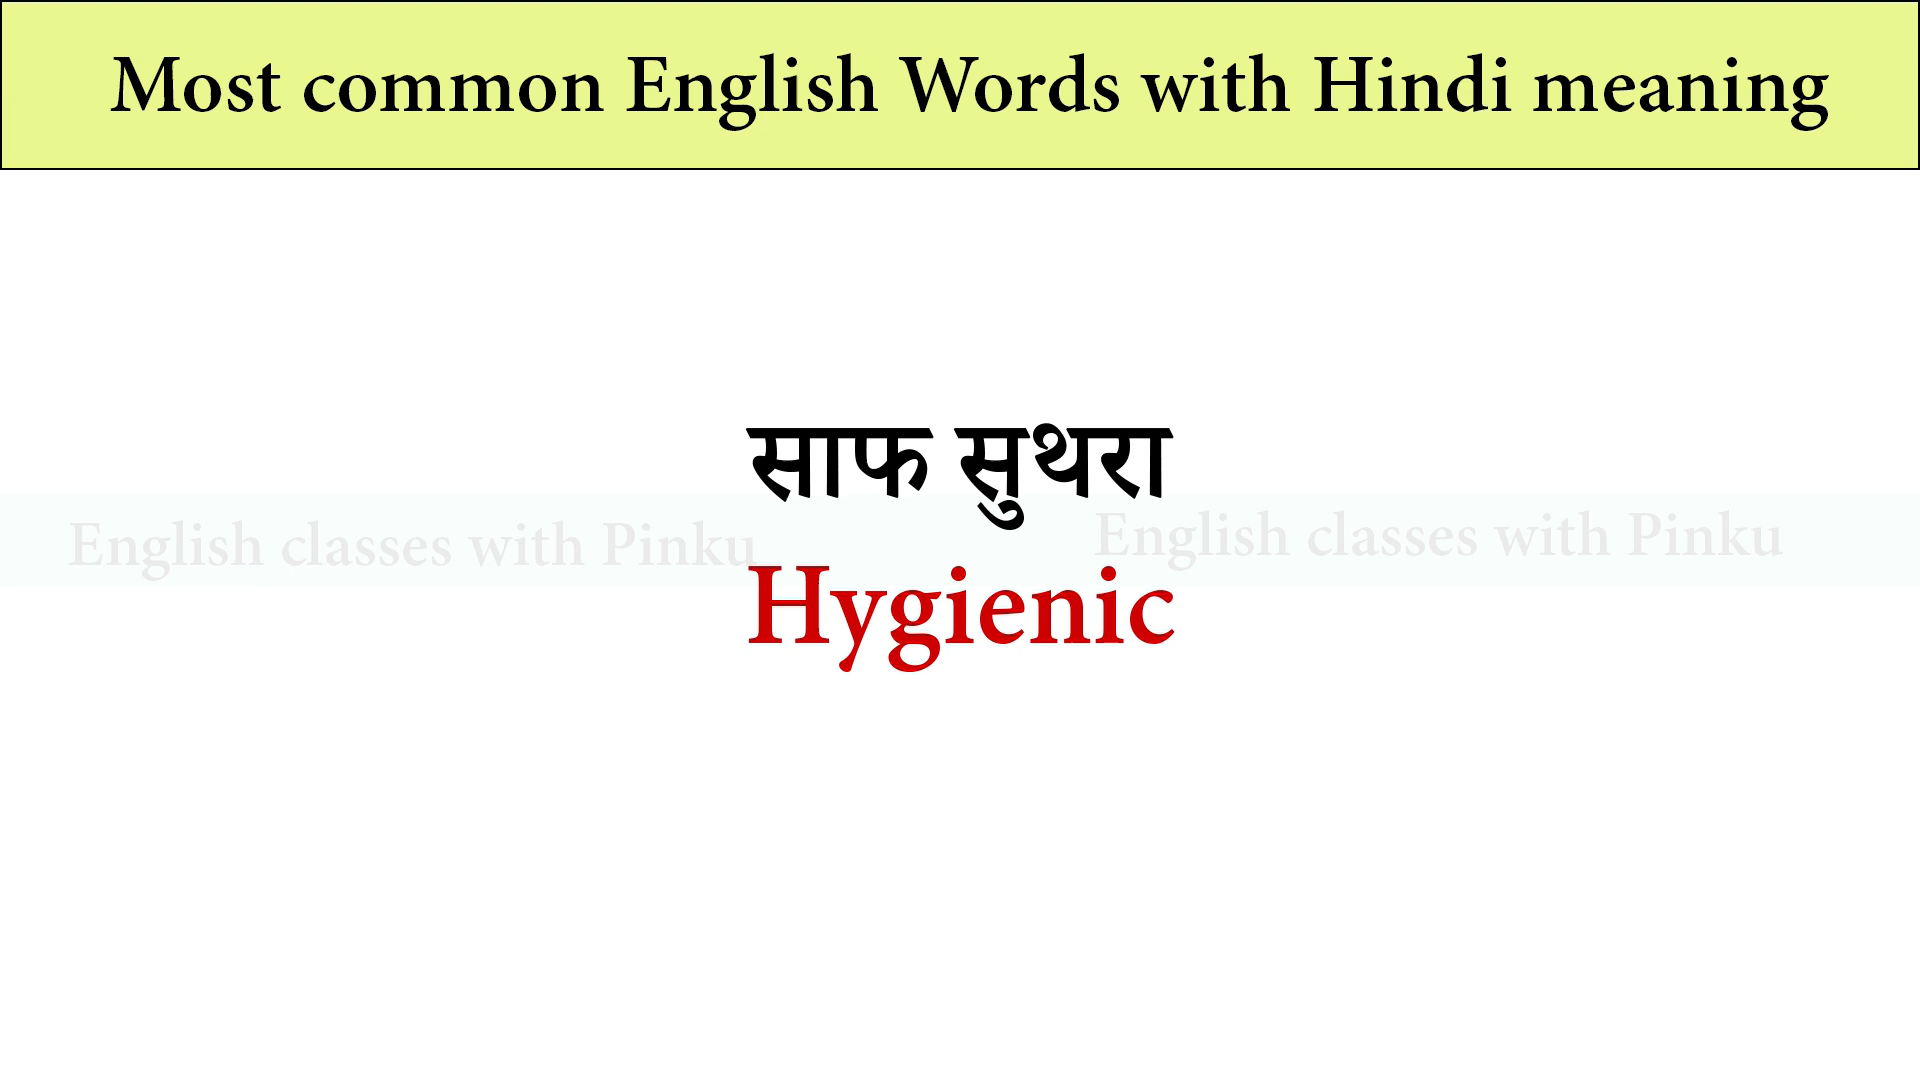 Most common English Words with Hindi meaning
साफ सुथरा
English classes with Pinku
English classes with Pinku
Hygienic